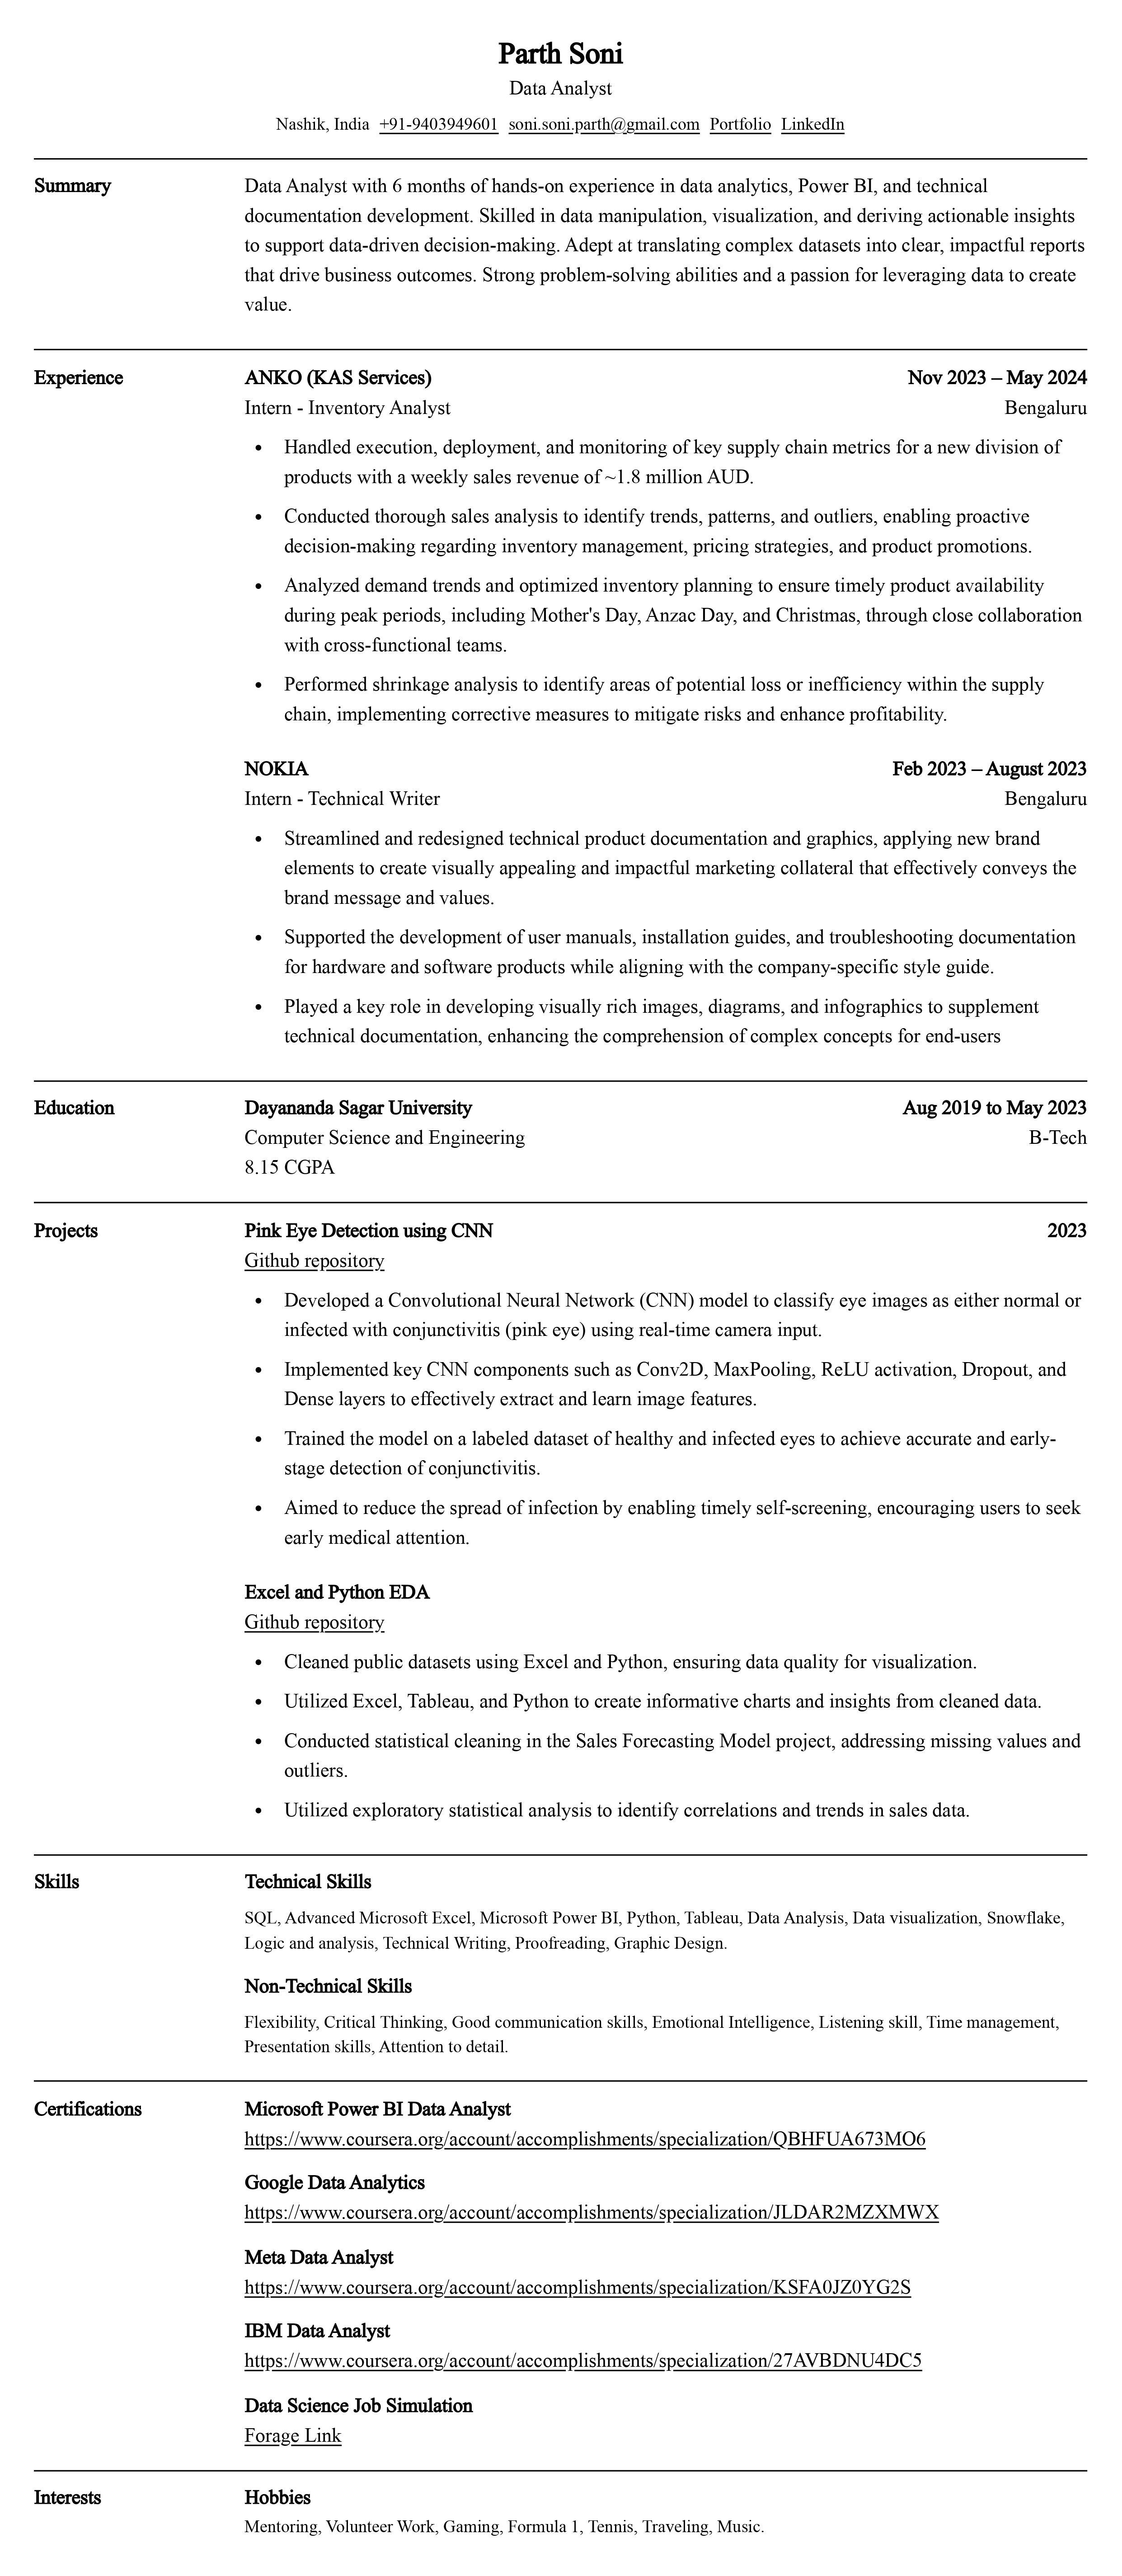 Parth Soni
Data Analyst
Nashik, India +91-9403949601 soni.soni.parth@gmail.com Portfolio LinkedIn
Summary
Data Analyst with 6 months of hands-on experience in data analytics, Power BI, and technical
documentation development. Skilled in data manipulation, visualization, and deriving actionable insights
to support data-driven decision-making. Adept at translating complex datasets into clear, impactful reports
that drive business outcomes. Strong problem-solving abilities and a passion for leveraging data to create
value.
Experience
ANKO (KAS Services) Nov 2023 – May 2024
Intern - Inventory Analyst Bengaluru
• Handled execution, deployment, and monitoring of key supply chain metrics for a new division of
products with a weekly sales revenue of ~1.8 million AUD.
• Conducted thorough sales analysis to identify trends, patterns, and outliers, enabling proactive
decision-making regarding inventory management, pricing strategies, and product promotions.
• Analyzed demand trends and optimized inventory planning to ensure timely product availability
during peak periods, including Mother's Day, Anzac Day, and Christmas, through close collaboration
with cross-functional teams.
• Performed shrinkage analysis to identify areas of potential loss or inefficiency within the supply
chain, implementing corrective measures to mitigate risks and enhance profitability.
NOKIA Feb 2023 – August 2023
Intern - Technical Writer Bengaluru
• Streamlined and redesigned technical product documentation and graphics, applying new brand
elements to create visually appealing and impactful marketing collateral that effectively conveys the
brand message and values.
• Supported the development of user manuals, installation guides, and troubleshooting documentation
for hardware and software products while aligning with the company-specific style guide.
• Played a key role in developing visually rich images, diagrams, and infographics to supplement
technical documentation, enhancing the comprehension of complex concepts for end-users
Education
Dayananda Sagar University Aug 2019 to May 2023
Computer Science and Engineering B-Tech
8.15 CGPA
Projects
Pink Eye Detection using CNN 2023
Github repository
• Developed a Convolutional Neural Network (CNN) model to classify eye images as either normal or
infected with conjunctivitis (pink eye) using real-time camera input.
• Implemented key CNN components such as Conv2D, MaxPooling, ReLU activation, Dropout, and
Dense layers to effectively extract and learn image features.
• Trained the model on a labeled dataset of healthy and infected eyes to achieve accurate and early-
stage detection of conjunctivitis.
• Aimed to reduce the spread of infection by enabling timely self-screening, encouraging users to seek
early medical attention.
Excel and Python EDA
Github repository
• Cleaned public datasets using Excel and Python, ensuring data quality for visualization.
• Utilized Excel, Tableau, and Python to create informative charts and insights from cleaned data.
• Conducted statistical cleaning in the Sales Forecasting Model project, addressing missing values and
outliers.
• Utilized exploratory statistical analysis to identify correlations and trends in sales data.
Skills
Technical Skills
SQL, Advanced Microsoft Excel, Microsoft Power BI, Python, Tableau, Data Analysis, Data visualization, Snowflake,
Logic and analysis, Technical Writing, Proofreading, Graphic Design.
Non-Technical Skills
Flexibility, Critical Thinking, Good communication skills, Emotional Intelligence, Listening skill, Time management,
Presentation skills, Attention to detail.
Certifications
Microsoft Power BI Data Analyst
https://www.coursera.org/account/accomplishments/specialization/QBHFUA673MO6
Google Data Analytics
https://www.coursera.org/account/accomplishments/specialization/JLDAR2MZXMWX
Meta Data Analyst
https://www.coursera.org/account/accomplishments/specialization/KSFA0JZ0YG2S
IBM Data Analyst
https://www.coursera.org/account/accomplishments/specialization/27AVBDNU4DC5
Data Science Job Simulation
Forage Link
Interests
Hobbies
Mentoring, Volunteer Work, Gaming, Formula 1, Tennis, Traveling, Music.